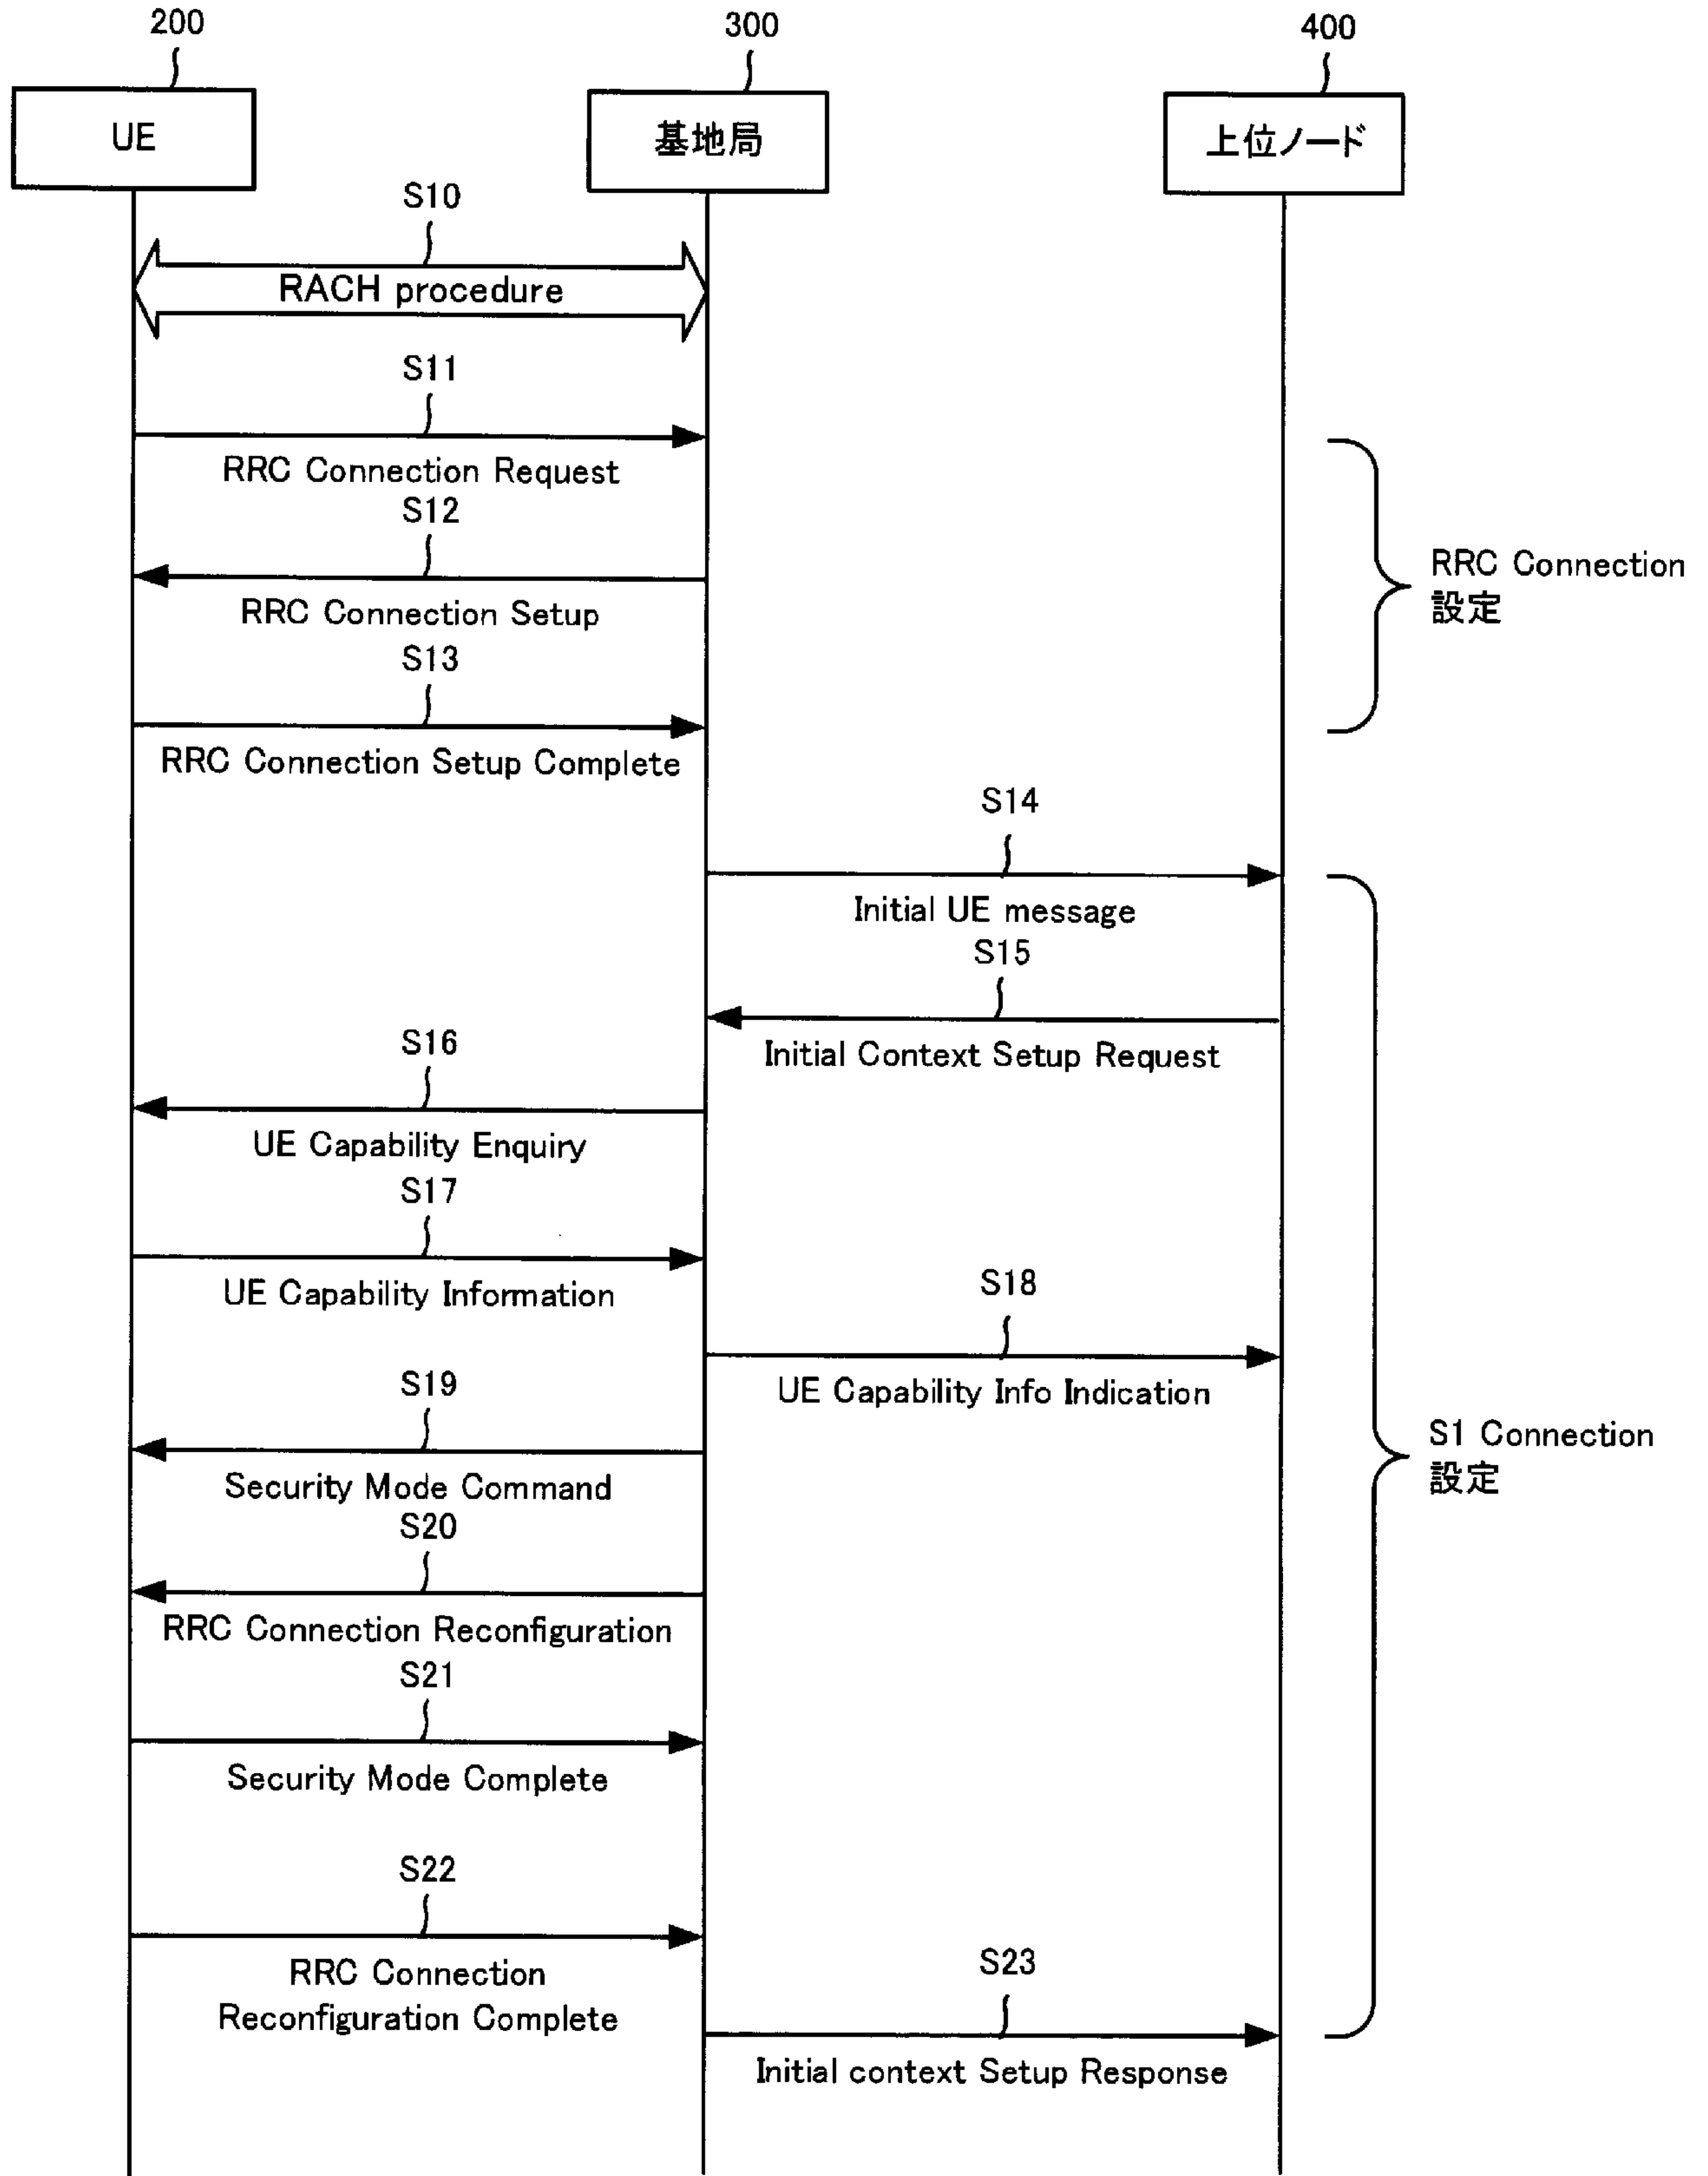 200
300
400
UE
基地局
上位ノード
S10
RACH procedure
S11
RRC Connection Request
S12
RRC Connection Setup
RRC Connection
設定
S13
RRC Connection Setup Complete
S14
Initial UE message
S15
Initial Context Setup Request
S16
UE Capability Enquiry
S17
UE Capability Information
S18
UE Capability Info Indication
S19
Security Mode Command
S1 Connection
設定
S20
RRC Connection Reconfiguration
S21
Security Mode Complete
S22
RRC Connection
Reconfiguration Complete
S23
Initial context Setup Response